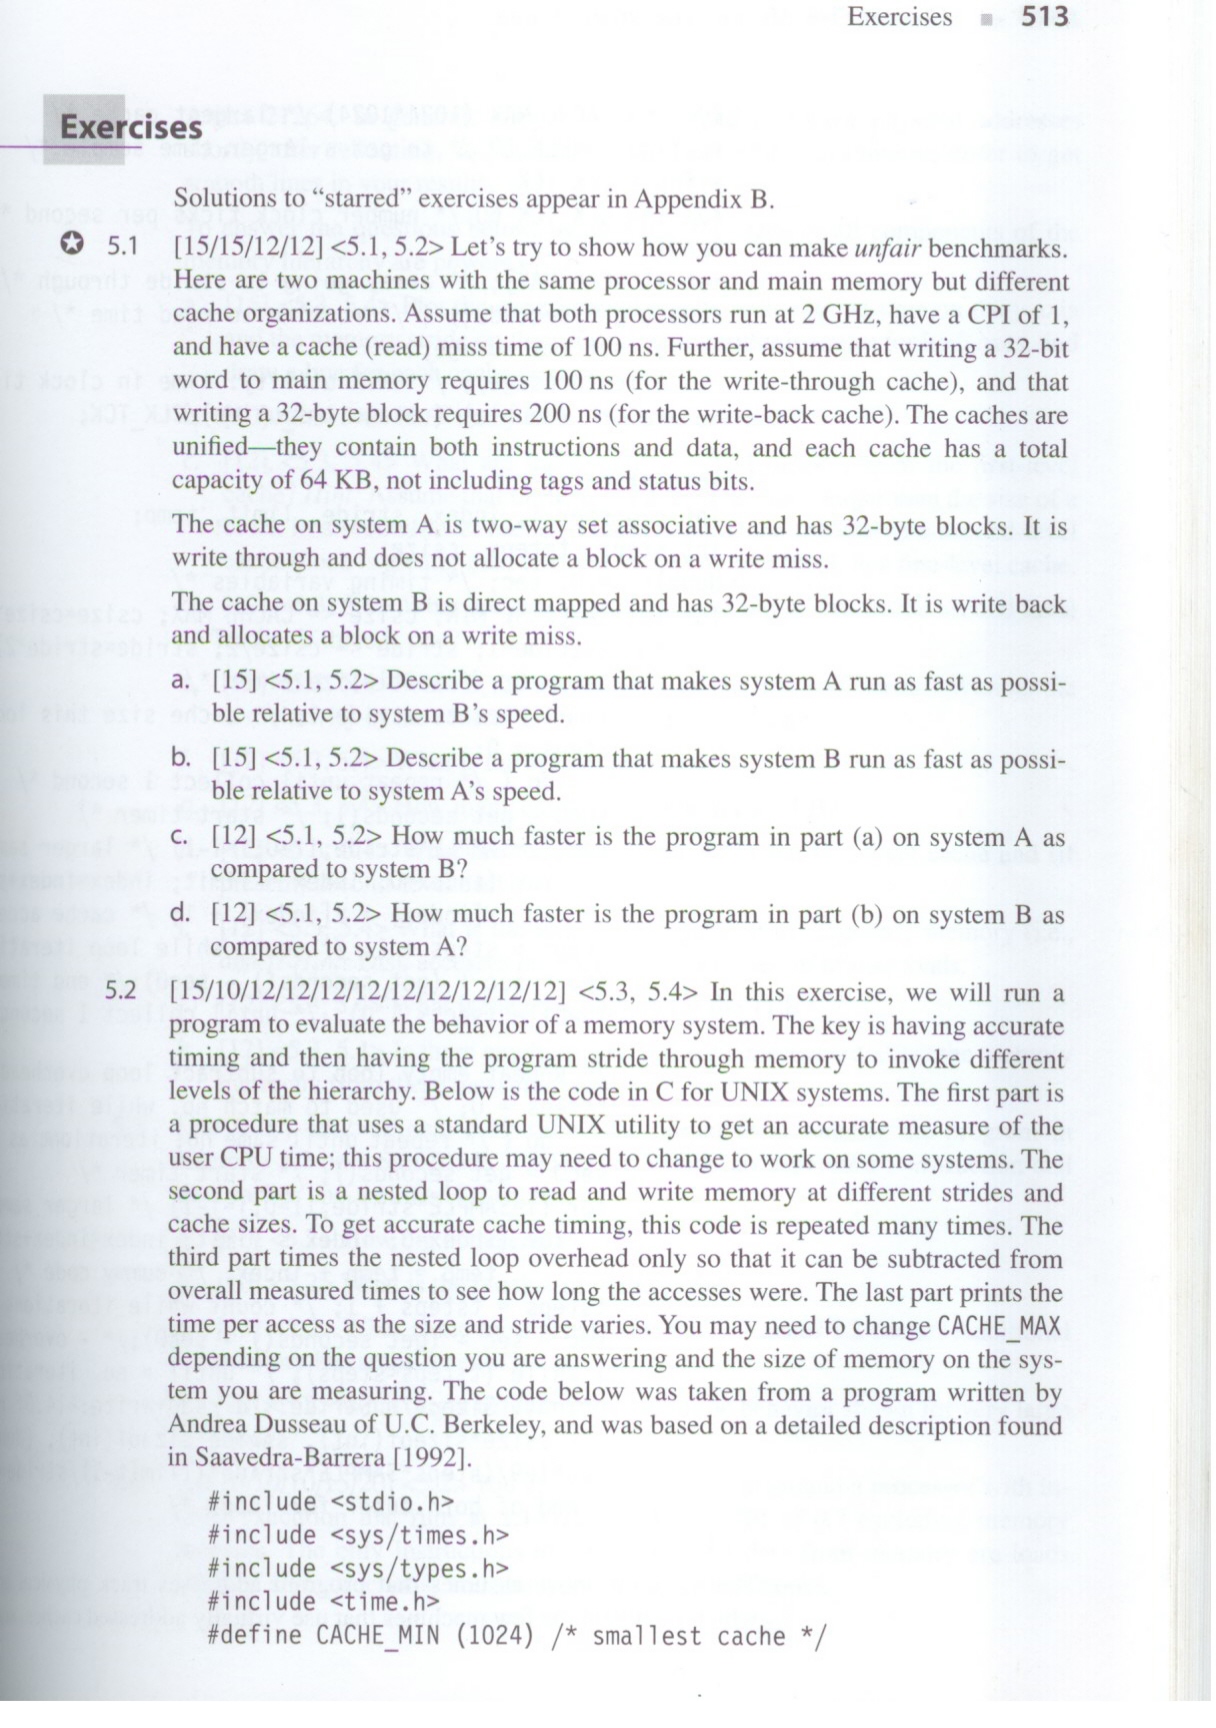 Exercises ■ 513
Exercises
Solutions to “starred” exercises appear in Appendix B.
✪ 5.1 [15/15/12/12] <5.1, 5.2> Let’s try to show how you can make unfair benchmarks.
Here are two machines with the same processor and main memory but different
cache organizations. Assume that both processors run at 2 GHz, have a CPI of 1,
and have a cache (read) miss time of 100 ns. Further, assume that writing a 32-bit
word to main memory requires 100 ns (for the write-through cache), and that
writing a 32-byte block requires 200 ns (for the write-back cache). The caches are
unified—they contain both instructions and data, and each cache has a total
capacity of 64 KB, not including tags and status bits.
The cache on system A is two-way set associative and has 32-byte blocks. It is
write through and does not allocate a block on a write miss.
The cache on system B is direct mapped and has 32-byte blocks. It is write back
and allocates a block on a write miss.
a. [15] <5.1, 5.2> Describe a program that makes system A run as fast as possi-
ble relative to system B’s speed.
b. [15] <5.1, 5.2> Describe a program that makes system B run as fast as possi-
ble relative to system A’s speed.
c. [12] <5.1, 5.2> How much faster is the program in part (a) on system A as
compared to system B?
d. [12] <5.1, 5.2> How much faster is the program in part (b) on system B as
compared to system A?
5.2 [15/10/12/12/12/12/12/12/12/12/12] <5.3, 5.4> In this exercise, we will run a
program to evaluate the behavior of a memory system. The key is having accurate
timing and then having the program stride through memory to invoke different
levels of the hierarchy. Below is the code in C for UNIX systems. The first part is
a procedure that uses a standard UNIX utility to get an accurate measure of the
user CPU time; this procedure may need to change to work on some systems. The
second part is a nested loop to read and write memory at different strides and
cache sizes. To get accurate cache timing, this code is repeated many times. The
third part times the nested loop overhead only so that it can be subtracted from
overall measured times to see how long the accesses were. The last part prints the
time per access as the size and stride varies. You may need to change CACHE_MAX
depending on the question you are answering and the size of memory on the sys-
tem you are measuring. The code below was taken from a program written by
Andrea Dusseau of U.C. Berkeley, and was based on a detailed description found
in Saavedra-Barrera [1992].
#include <stdio.h>
#include <sys/times.h>
#include <sys/types.h>
#include <time.h>
#define CACHE_MIN (1024) /* smallest cache */